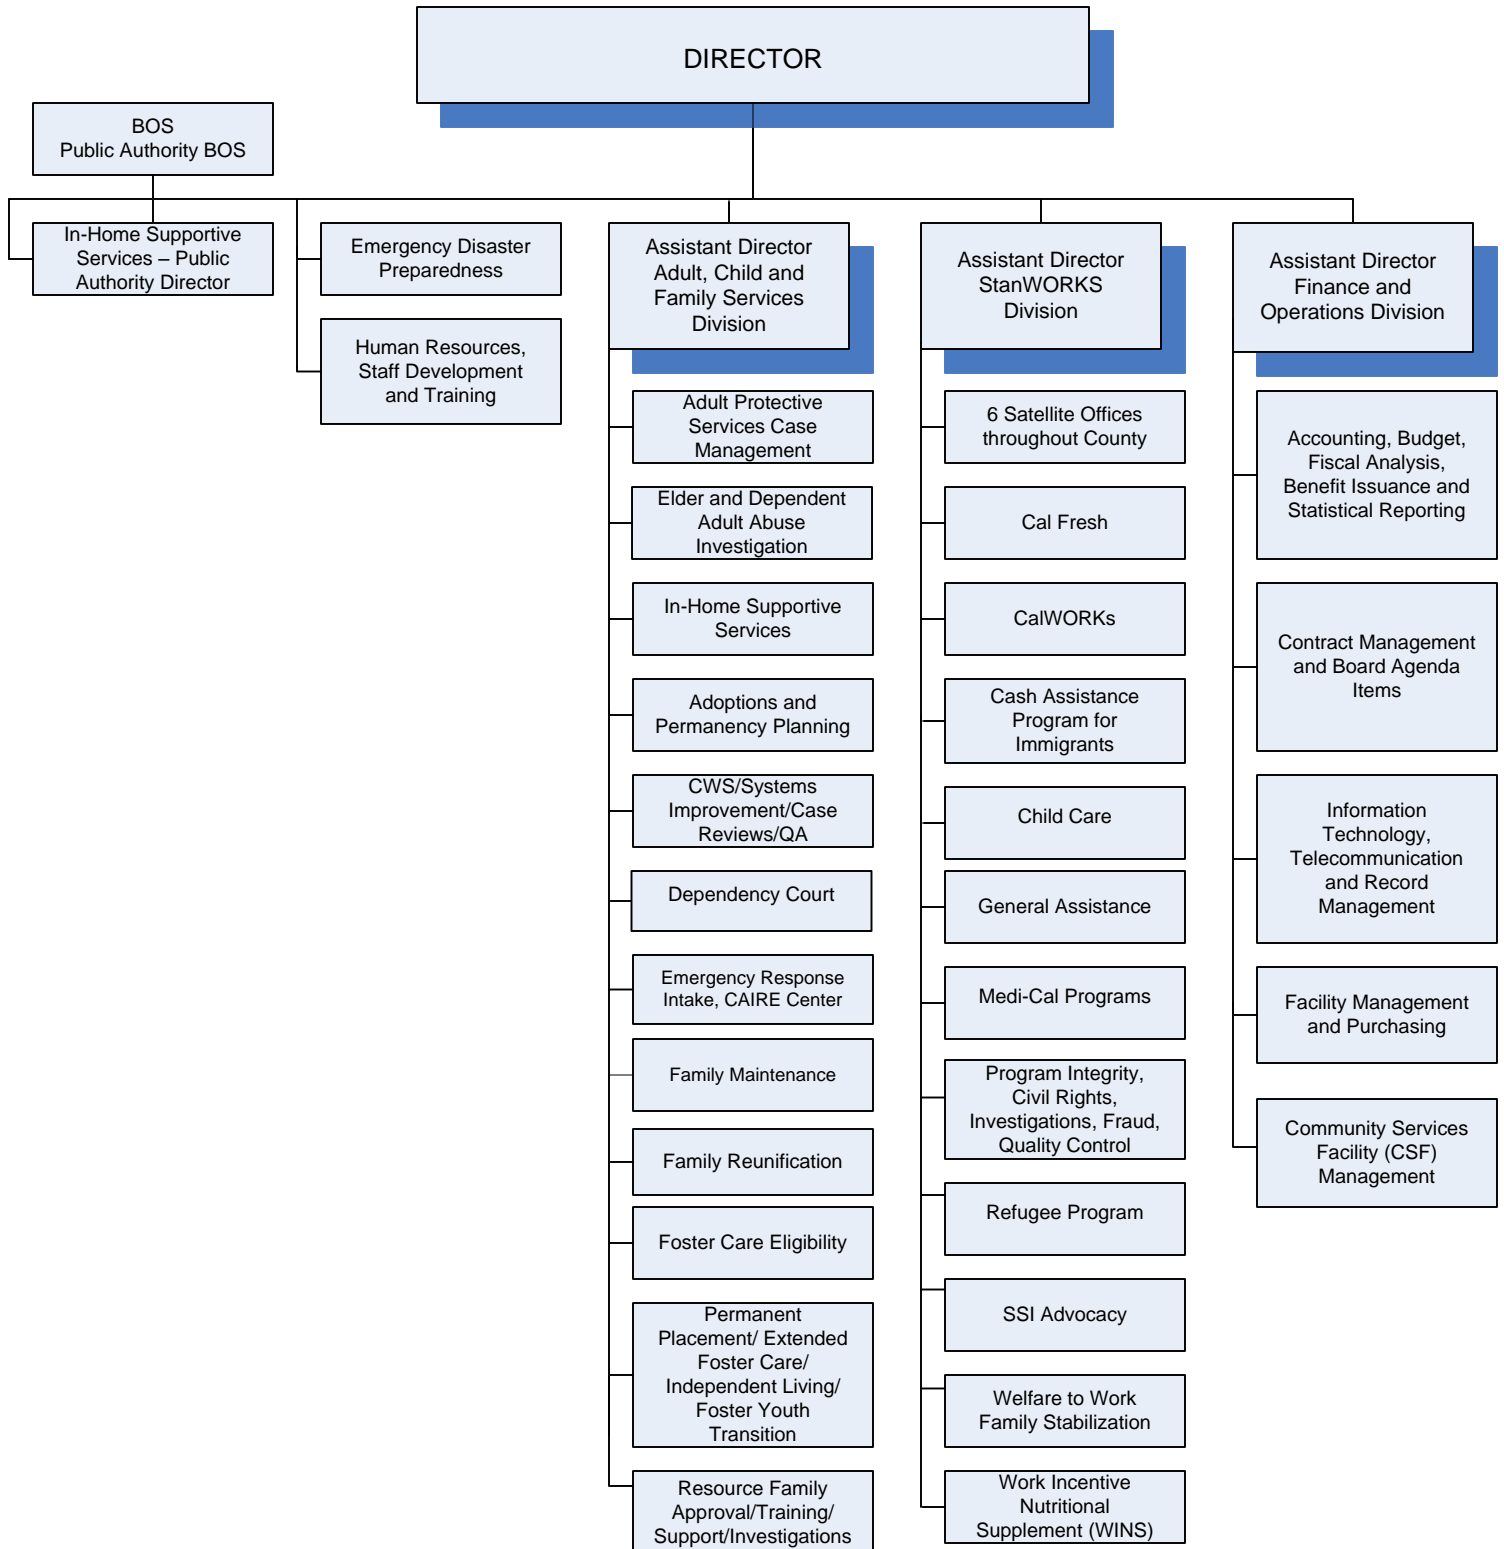 DIRECTOR
BOS
Public Authority BOS
In-Home Supportive
Services – Public
Authority Director
Emergency Disaster
Preparedness
Human Resources,
Staff Development
and Training
Assistant Director
Adult, Child and
Family Services
Division
Adult Protective
Services Case
Management
Elder and Dependent
Adult Abuse
Investigation
In-Home Supportive
Services
Adoptions and
Permanency Planning
CWS/Systems
Improvement/Case
Reviews/QA
Dependency Court
Emergency Response
Intake, CAIRE Center
Family Maintenance
Family Reunification
Foster Care Eligibility
Permanent
Placement/ Extended
Foster Care/
Independent Living/
Foster Youth
Transition
Resource Family
Approval/Training/
Support/Investigations
Assistant Director
StanWORKS
Division
6 Satellite Offices
throughout County
Cal Fresh
CalWORKs
Cash Assistance
Program for
Immigrants
Child Care
General Assistance
Medi-Cal Programs
Program Integrity,
Civil Rights,
Investigations, Fraud,
Quality Control
Refugee Program
SSI Advocacy
Welfare to Work
Family Stabilization
Work Incentive
Nutritional
Supplement (WINS)
Assistant Director
Finance and
Operations Division
Accounting, Budget,
Fiscal Analysis,
Benefit Issuance and
Statistical Reporting
Contract Management
and Board Agenda
Items
Information
Technology,
Telecommunication
and Record
Management
Facility Management
and Purchasing
Community Services
Facility (CSF)
Management